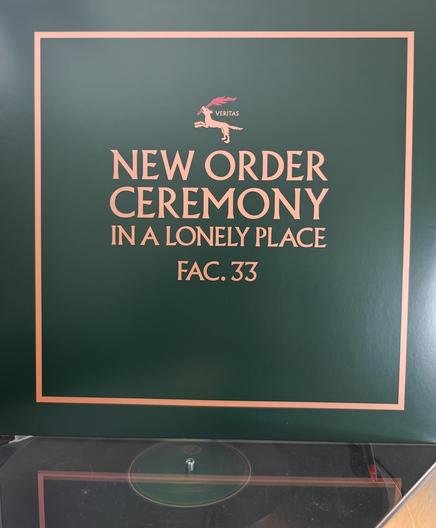 VERITAS
NEW ORDER
CEREMONY
IN A LONELY PLACE
FAC. 33